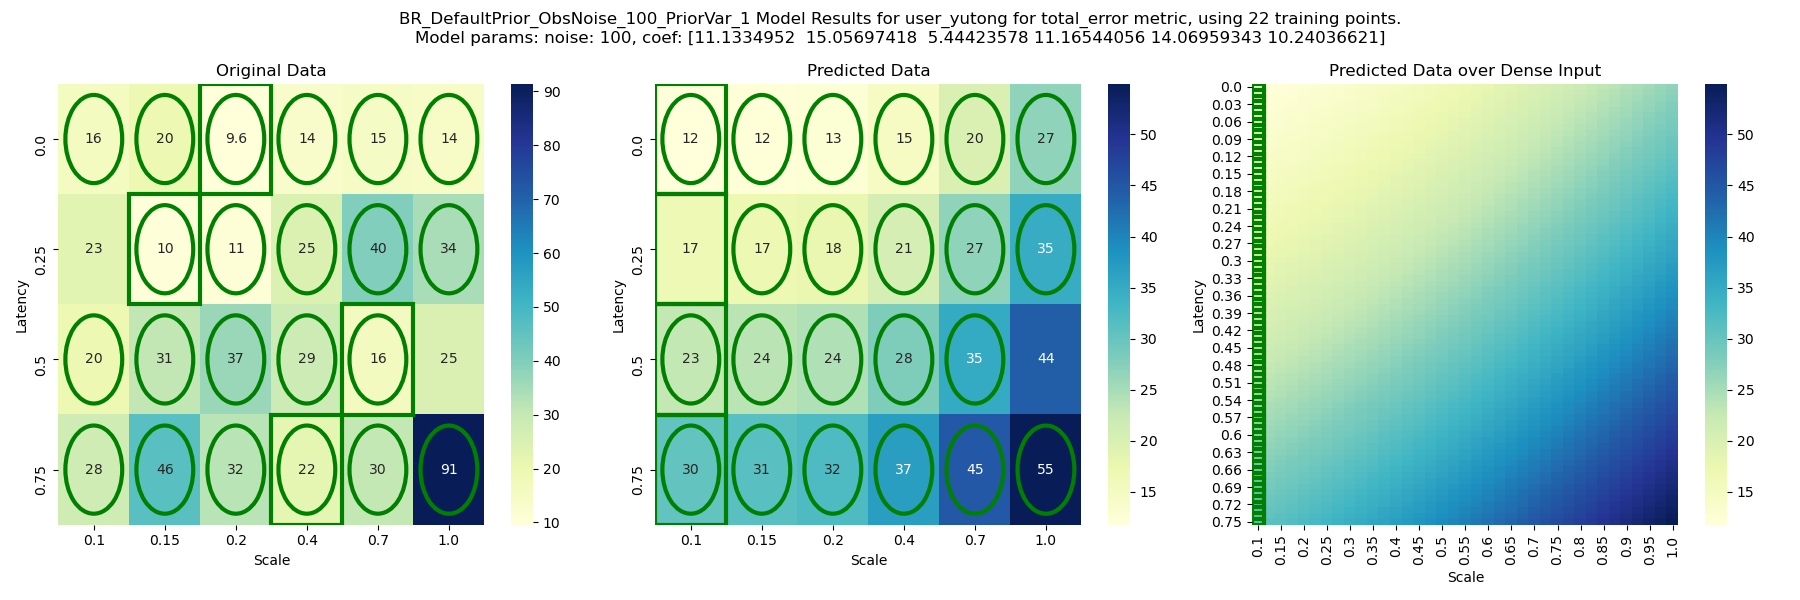 BR_DefaultPrior_ObsNoise_100_PriorVar_1 Model Results for user_yutong for total_error metric, using 22 training points.
Model params: noise: 100, coef: [11.1334952  15.05697418  5.44423578 11.16544056 14.06959343 10.24036621]
Original Data
Latency
0.0
0.25
0.5
0.75
16 20 9.6 14 15 14
23 10 11 25 40 34
20 31 37 29 16 25
28 46 32 22 30 91
0.1 0.15 0.2 0.4 0.7 1.0
Scale
90
80
70
60
50
40
30
20
10
Predicted Data
Latency
0.0
0.25
0.5
0.75
12 12 13 15 20 27
17 17 18 21 27 35
23 24 24 28 35 44
30 31 32 37 45 55
0.1 0.15 0.2 0.4 0.7 1.0
Scale
50
45
40
35
30
25
20
15
Predicted Data over Dense Input
Latency
0.0
0.03
0.06
0.09
0.12
0.15
0.18
0.21
0.24
0.27
0.3
0.33
0.36
0.39
0.42
0.45
0.48
0.51
0.54
0.57
0.6
0.63
0.66
0.69
0.72
0.75
0.1 0.15 0.2 0.25 0.3 0.35 0.4 0.45 0.5 0.55 0.6 0.65 0.7 0.75 0.8 0.85 0.9 0.95 1.0
Scale
50
45
40
35
30
25
20
15